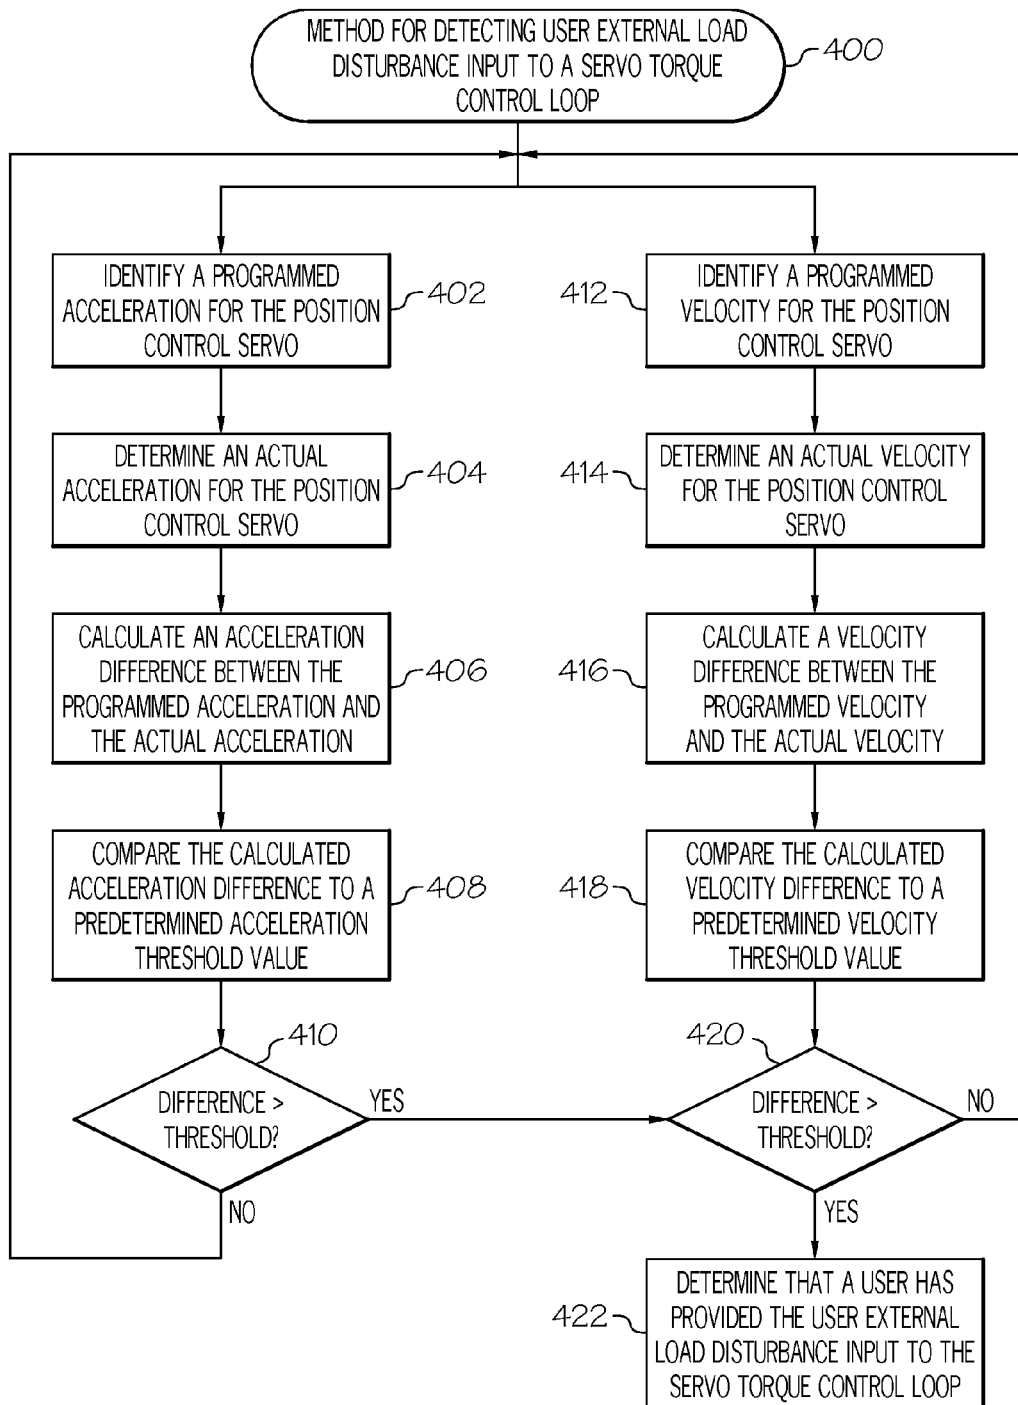 METHOD FOR DETECTING USER EXTERNAL LOAD
DISTURBANCE INPUT TO A SERVO TORQUE
CONTROL LOOP
400
IDENTIFY A PROGRAMMED
ACCELERATION FOR THE POSITION
CONTROL SERVO
402
412
IDENTIFY A PROGRAMMED
VELOCITY FOR THE POSITION
CONTROL SERVO
DETERMINE AN ACTUAL
ACCELERATION FOR THE POSITION
CONTROL SERVO
404
414
DETERMINE AN ACTUAL VELOCITY
FOR THE POSITION CONTROL
SERVO
CALCULATE AN ACCELERATION
DIFFERENCE BETWEEN THE
PROGRAMMED ACCELERATION AND
THE ACTUAL ACCELERATION
406
416
CALCULATE A VELOCITY
DIFFERENCE BETWEEN THE
PROGRAMMED VELOCITY
AND THE ACTUAL VELOCITY
COMPARE THE CALCULATED
ACCELERATION DIFFERENCE TO A
PREDETERMINED ACCELERATION
THRESHOLD VALUE
408
418
COMPARE THE CALCULATED
VELOCITY DIFFERENCE TO A
PREDETERMINED VELOCITY
THRESHOLD VALUE
410
DIFFERENCE >
THRESHOLD?
YES
NO
420
DIFFERENCE >
THRESHOLD?
NO
YES
422
DETERMINE THAT A USER HAS
PROVIDED THE USER EXTERNAL
LOAD DISTURBANCE INPUT TO THE
SERVO TORQUE CONTROL LOOP